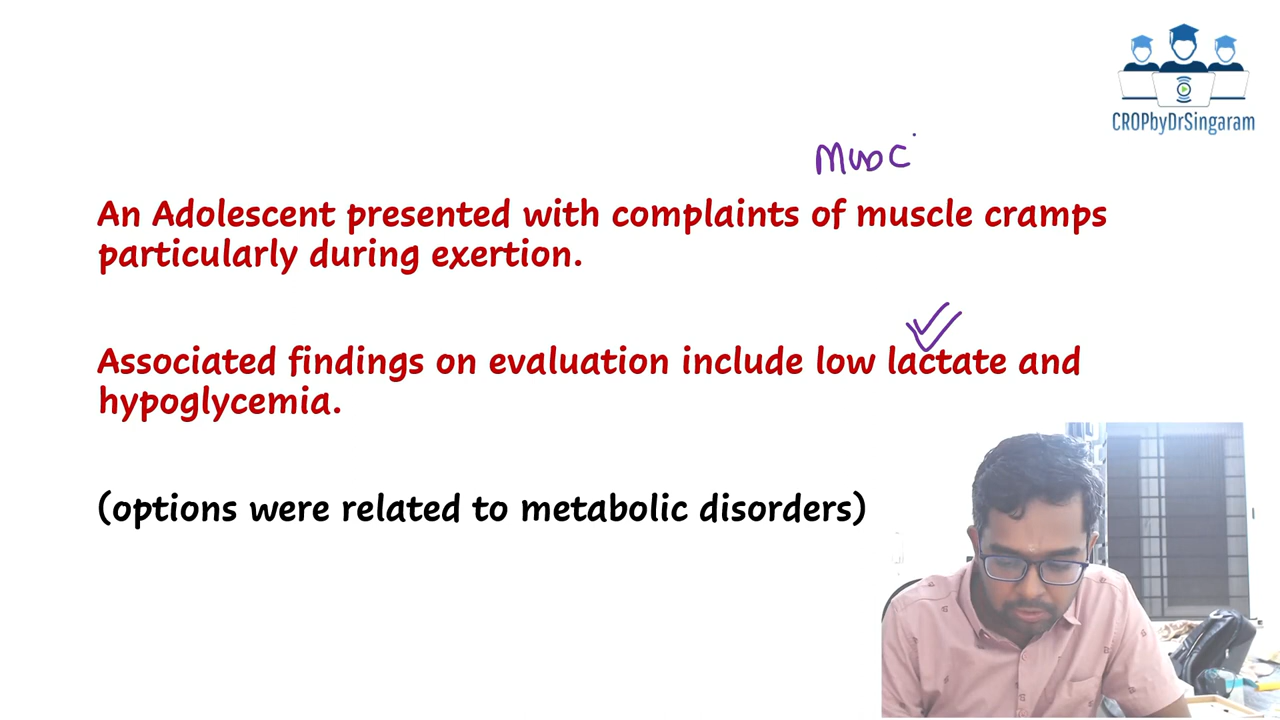 CROPbyDrSingaram
Musc
An Adolescent presented with complaints of muscle cramps
particularly during exertion.
Associated findings on evaluation include low lactate and
hypoglycemia.
(options were related to metabolic disorders)